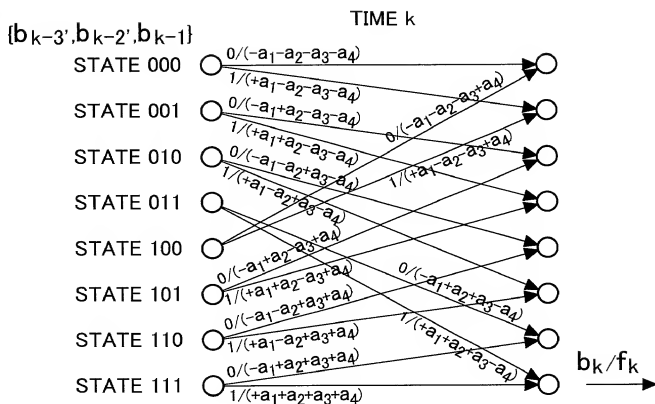 TIME k
{bk-3',bk-2',bk-1}
STATE 000
0/(-a1-a2-a3-a4)
1/(+a1-a2-a3-a4)
STATE 001
0/(-a1+a2-a3-a4)
1/(+a1+a2-a3-a4)
STATE 010
0/(-a1-a2+a3-a4)
1/(+a1-a2+a3-a4)
STATE 011
0/(-a1+a2+a3-a4)
1/(+a1+a2+a3-a4)
STATE 100
0/(-a1-a2-a3+a4)
1/(+a1-a2-a3+a4)
STATE 101
0/(-a1+a2-a3+a4)
1/(+a1+a2-a3+a4)
STATE 110
0/(-a1-a2+a3+a4)
1/(+a1-a2+a3+a4)
STATE 111
0/(-a1+a2+a3+a4)
1/(+a1+a2+a3+a4)
bk/fk